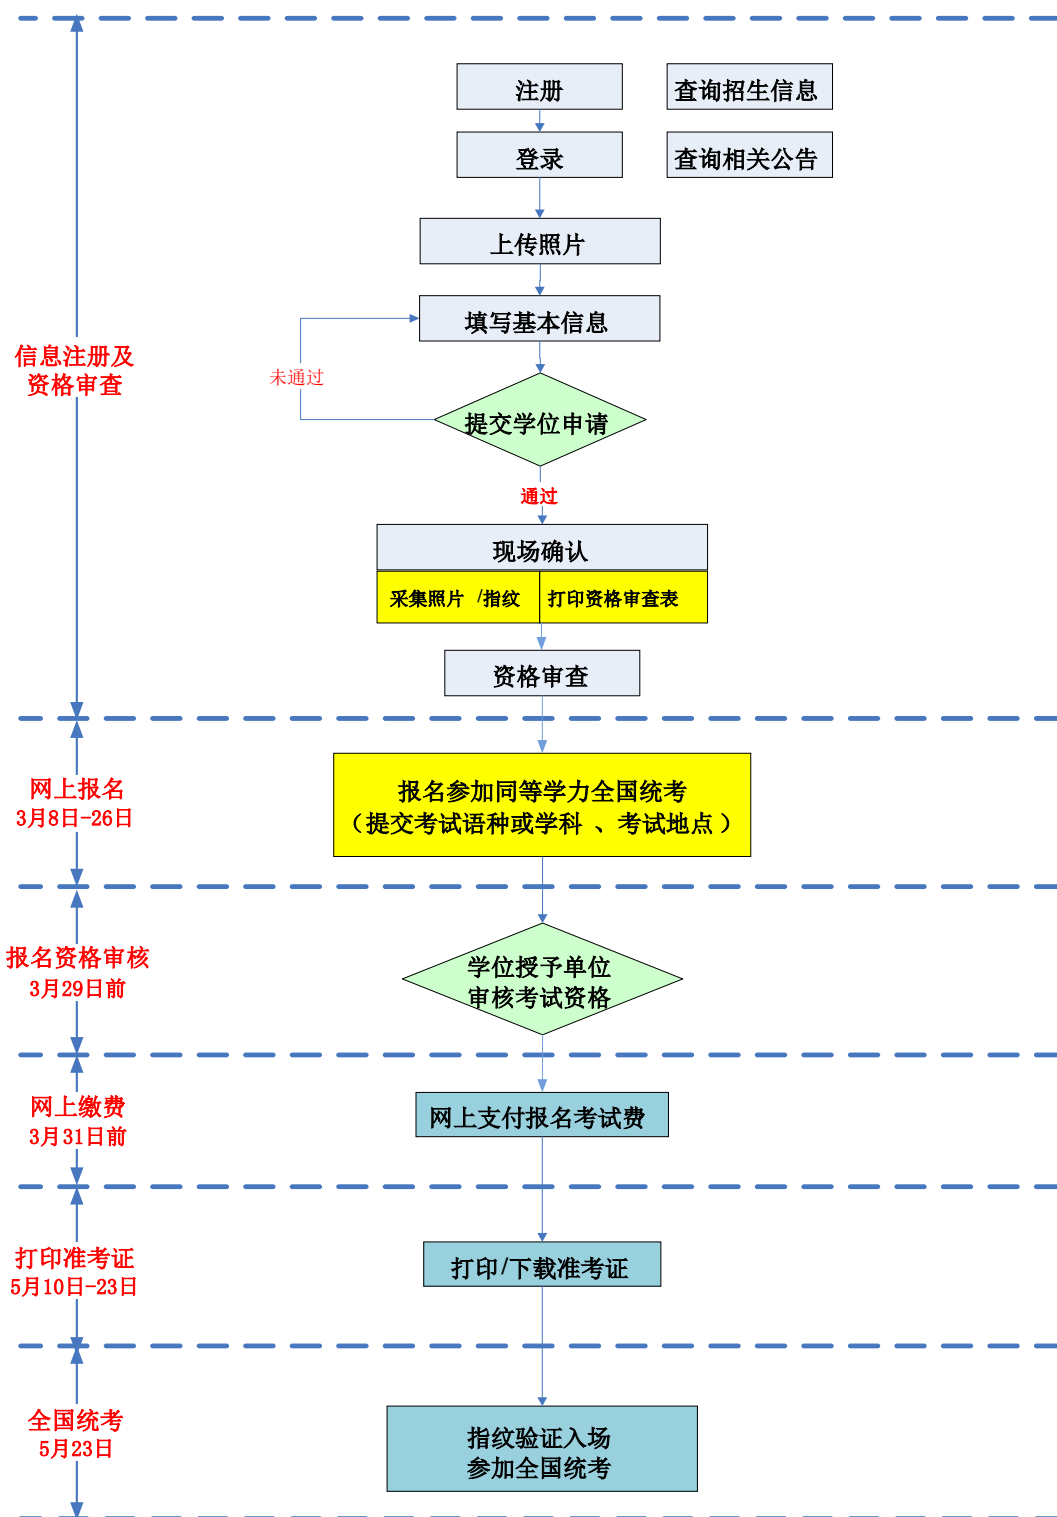 注册
查询招生信息
登录
查询相关公告
上传照片
填写基本信息
信息注册及
资格审查
未通过
提交学位申请
通过
现场确认
采集照片 /指纹
打印资格审查表
资格审查
网上报名
3月8日-26日
报名参加同等学力全国统考
（提交考试语种或学科 、考试地点 ）
报名资格审核
3月29日前
学位授予单位
审核考试资格
网上缴费
3月31日前
网上支付报名考试费
打印准考证
5月10日-23日
打印/下载准考证
全国统考
5月23日
指纹验证入场
参加全国统考